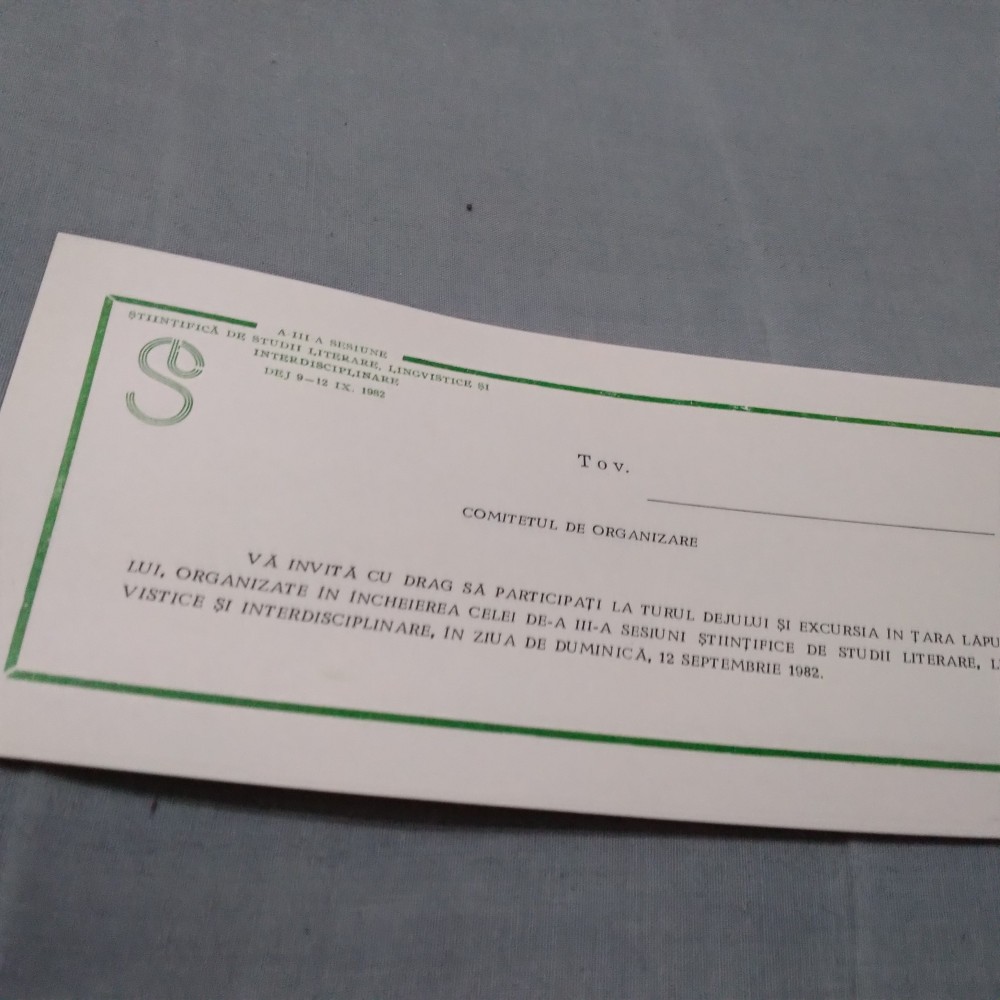 A III A SESIUNE
ŞTIINŢIFICĂ DE STUDII LITERARE, LINGVISTICE ŞI
INTERDISCIPLINARE
DEJ 9–12 IX. 1982
Tov.
COMITETUL DE ORGANIZARE
VĂ INVITĂ CU DRAG SĂ PARTICIPAŢI LA TURUL DEJULUI ŞI EXCURSIA ÎN ŢARA LĂPU
LUI, ORGANIZATE ÎN ÎNCHEIEREA CELEI DE-A III-A SESIUNI ŞTIINŢIFICE DE STUDII LITERARE,
VISTICE ŞI INTERDISCIPLINARE, ÎN ZIUA DE DUMINICĂ, 12 SEPTEMBRIE 1982.